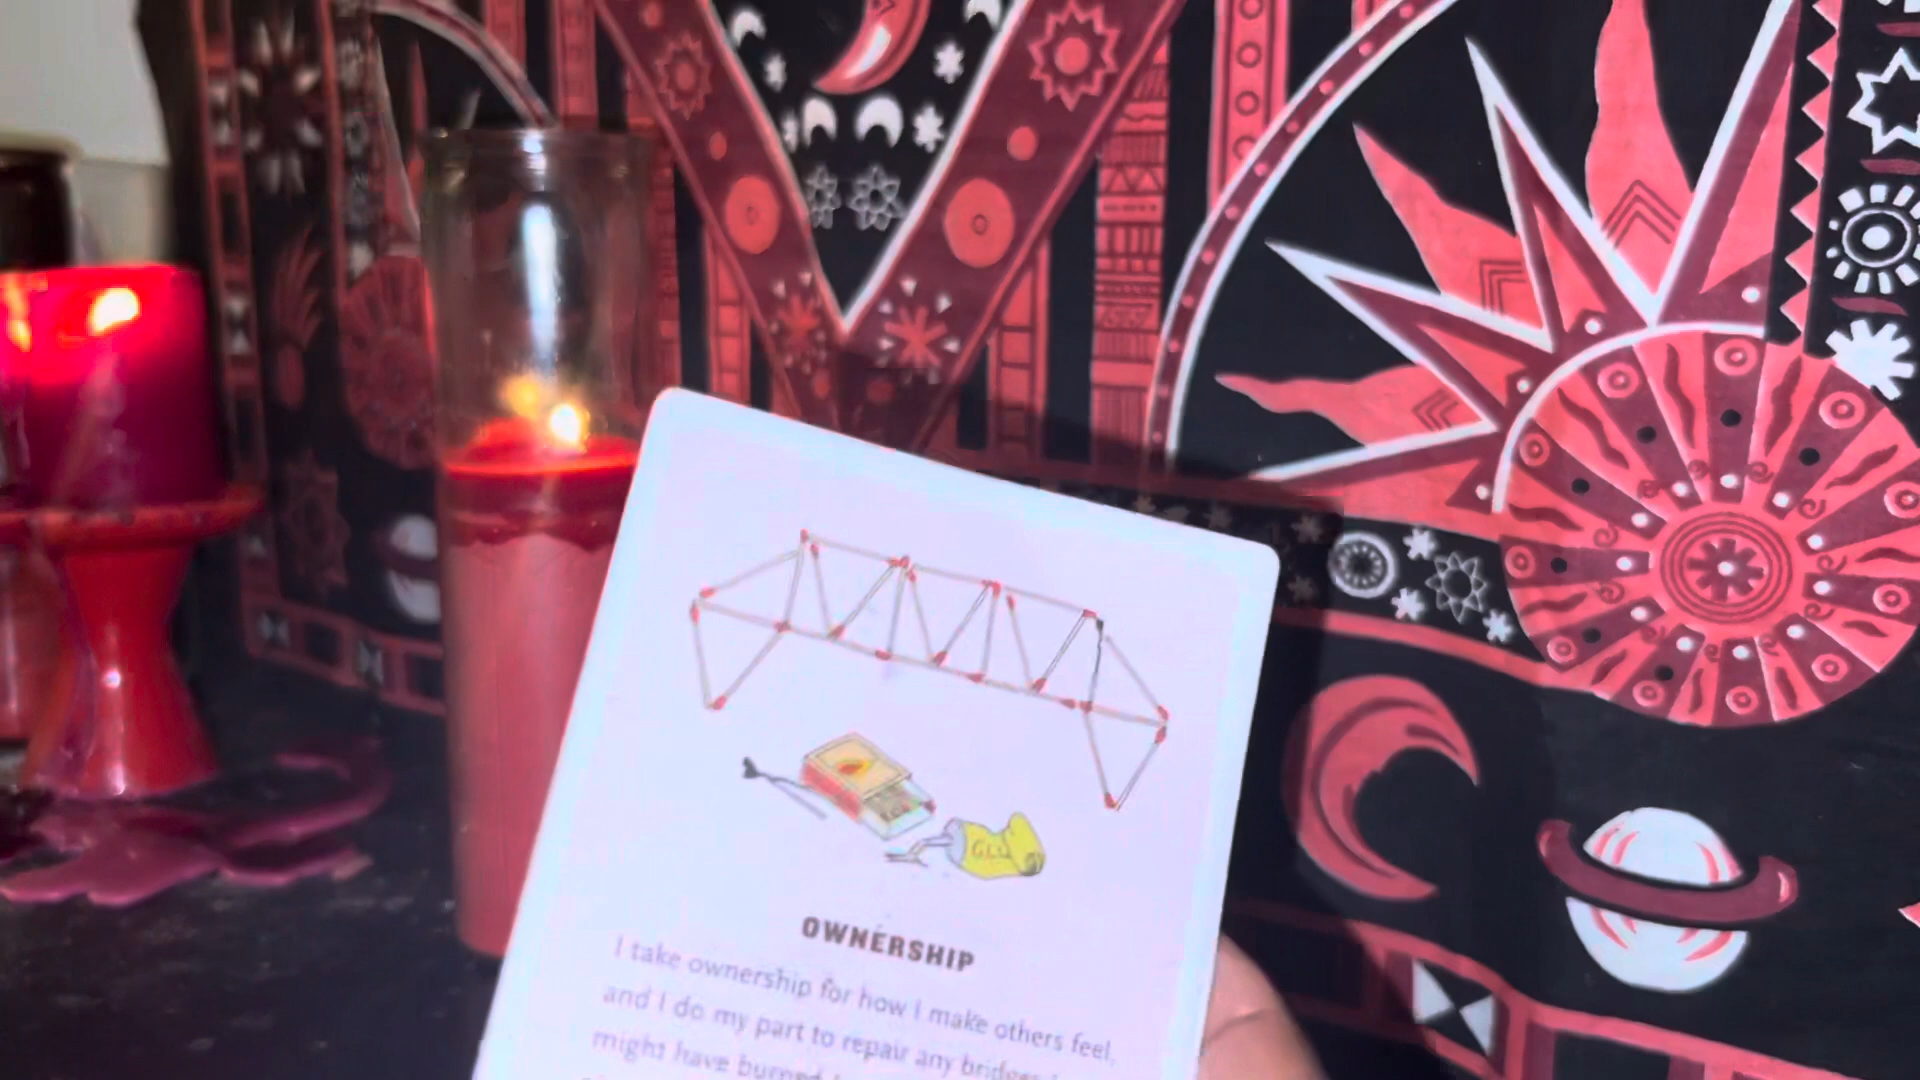 GLU
OWNERSHIP
I take ownership for how I make others feel,
and I do my part to repair any bridges
might have burned